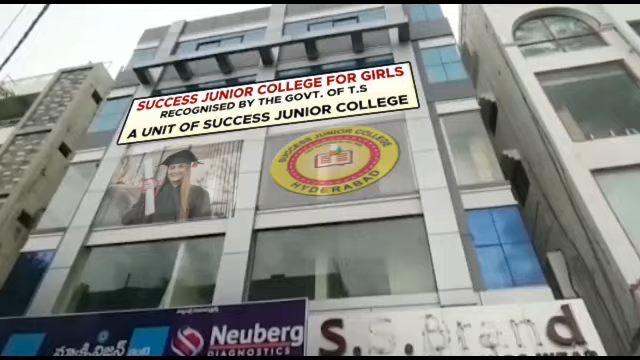 SUCCESS JUNIOR COLLEGE FOR GIRLS
RECOGNISED BY THE GOVT. OF T.S
A UNIT OF SUCCESS JUNIOR COLLEGE
SUCCESS JUNIOR COLLEGE
HYDERABAD
Neuberg
DIAGNOSTICS
S.S.Brand